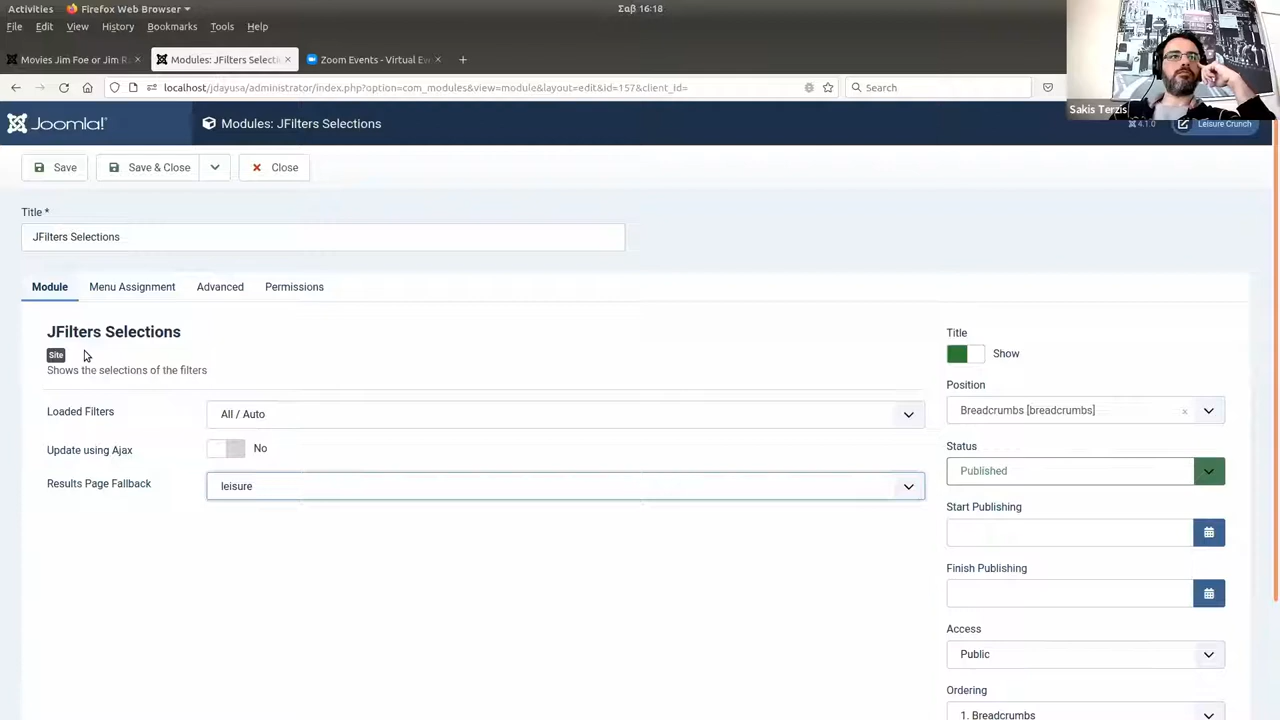 Activities
Firefox Web Browser
Σαβ 16:18
File Edit View History Bookmarks Tools Help
Movies Jim Foe or Jim R
Modules: JFilters Selecti
Zoom Events - Virtual Ev
localhost/jdayusa/administrator/index.php?option=com_modules&view=module&layout=edit&id=157&client_id=
Search
Sakis Terzis
Joomla!
Modules: JFilters Selections
4.1.0
Leisure Crunch
Save
Save & Close
Close
Title *
JFilters Selections
Module
Menu Assignment
Advanced
Permissions
JFilters Selections
Site
Shows the selections of the filters
Loaded Filters
All / Auto
Update using Ajax
No
Results Page Fallback
leisure
Title
Show
Position
Breadcrumbs [breadcrumbs]
Status
Published
Start Publishing
Finish Publishing
Access
Public
Ordering
1. Breadcrumbs